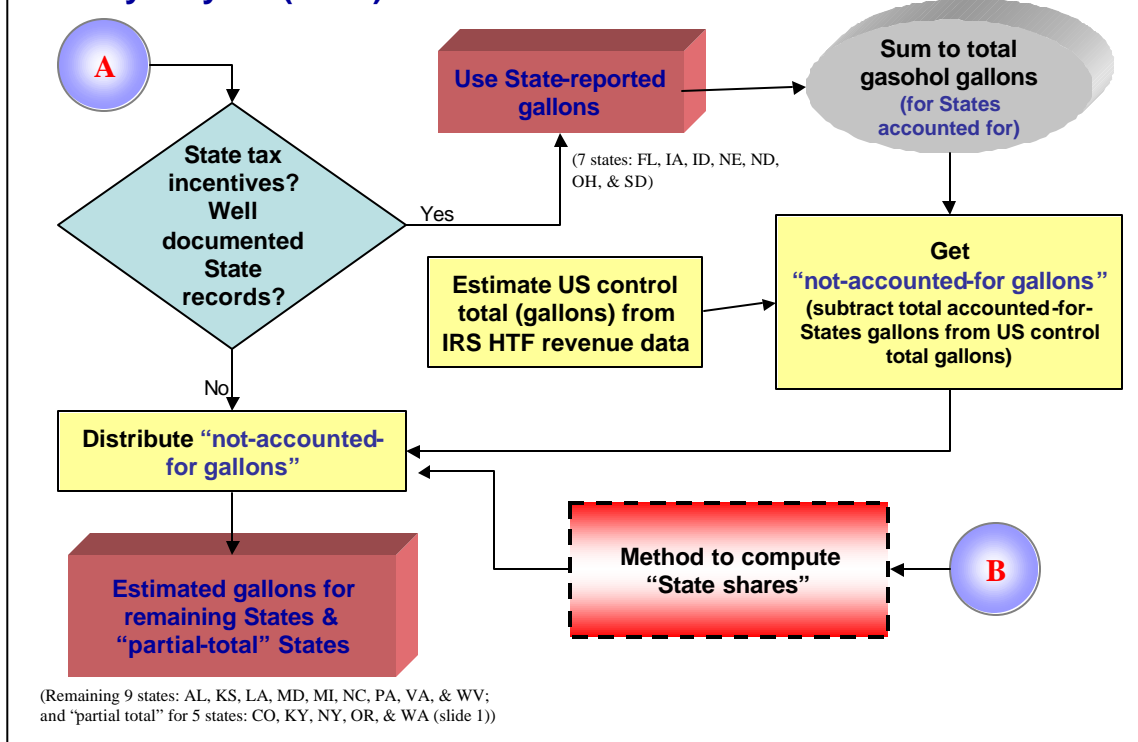 A
Use State-reported
gallons
Sum to total
gasohol gallons
(for States
accounted for)
State tax
incentives?
Well
documented
State
records?
(7 states: FL, IA, ID, NE, ND,
OH, & SD)
Yes
Estimate US control
total (gallons) from
IRS HTF revenue data
Get
“not-accounted-for gallons”
(subtract total accounted-for-
States gallons from US control
total gallons)
No
Distribute “not-accounted-
for gallons”
Method to compute
“State shares”
B
Estimated gallons for
remaining States &
“partial-total” States
(Remaining 9 states: AL, KS, LA, MD, MI, NC, PA, VA, & WV;
and “partial total” for 5 states: CO, KY, NY, OR, & WA (slide 1))